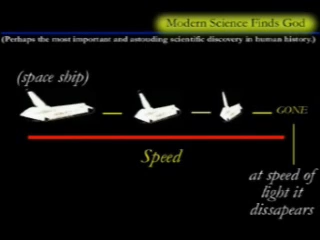 Modern Science Finds God
(Perhaps the most important and astouding scientific discovery in human history.)
(space ship)
GONE
Speed
at speed of
light it
dissapears